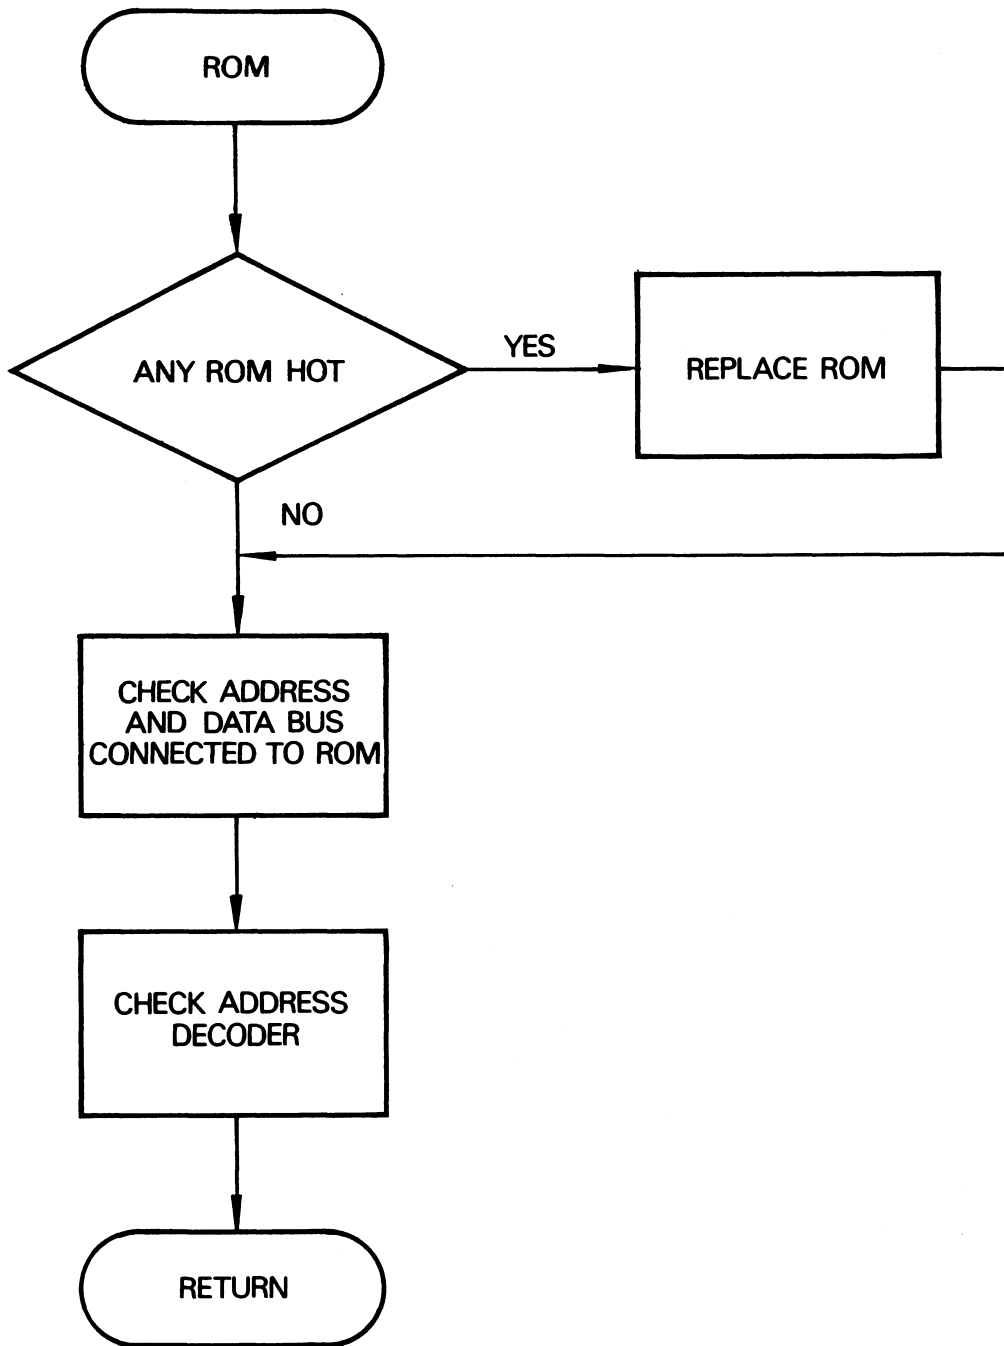 ROM
ANY ROM HOT
YES
REPLACE ROM
NO
CHECK ADDRESS
AND DATA BUS
CONNECTED TO ROM
CHECK ADDRESS
DECODER
RETURN